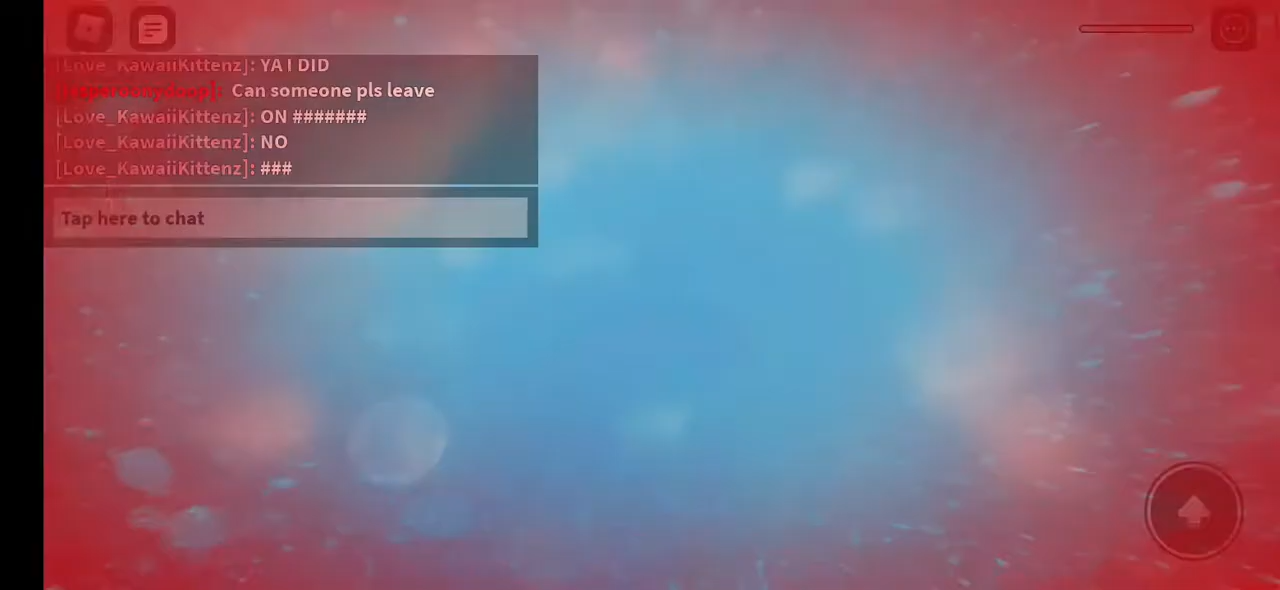 [Love_KawaiiKittenz]: YA I DID
Can someone pls leave
[Love_KawaiiKittenz]: ON #######
[Love_KawaiiKittenz]: NO
[Love_KawaiiKittenz]: ###
Tap here to chat